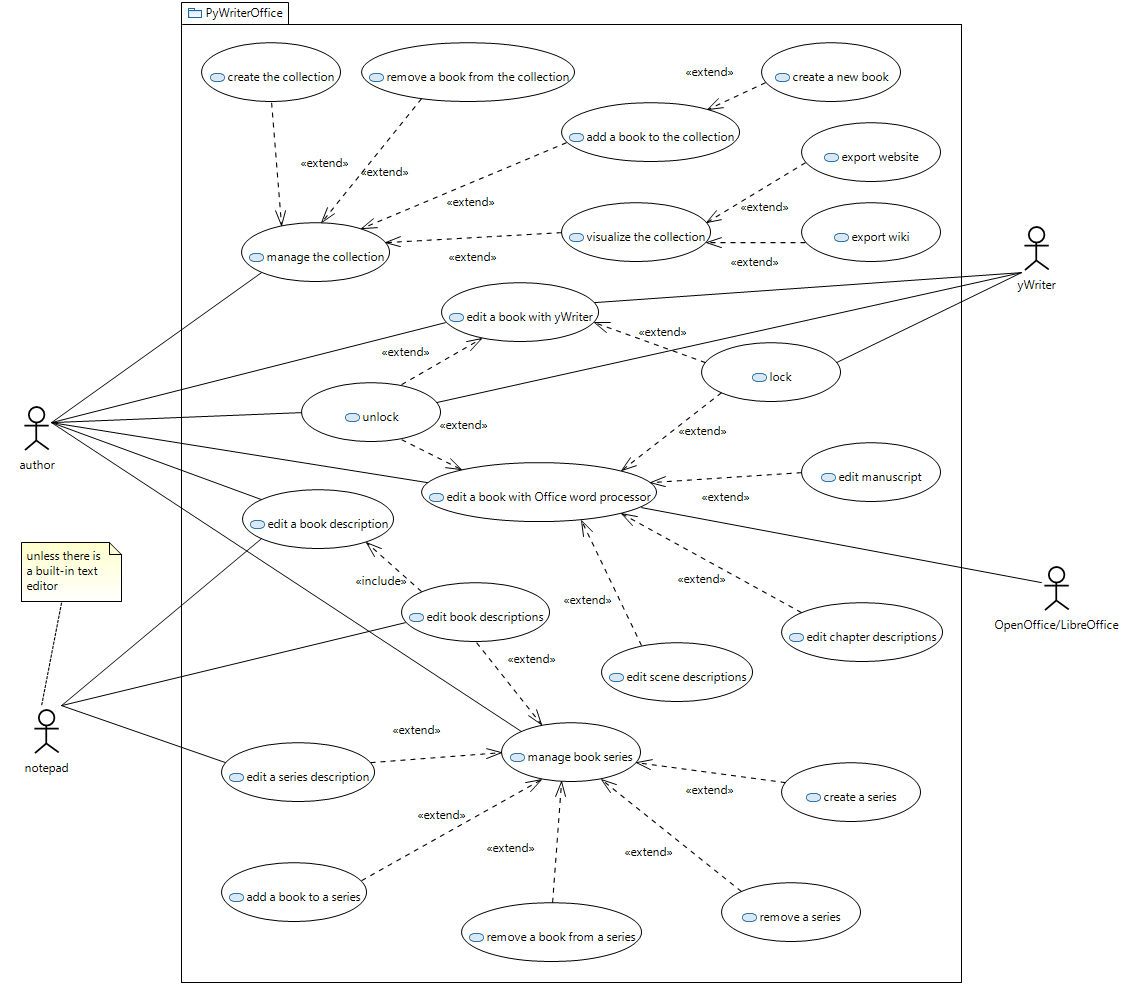 PyWriterOffice
create the collection
remove a book from the collection
«extend»
create a new book
add a book to the collection
export website
«extend»
«extend»
«extend»
«extend»
visualize the collection
export wiki
manage the collection
«extend»
«extend»
yWriter
edit a book with yWriter
«extend»
«extend»
lock
unlock
«extend»
«extend»
author
edit manuscript
edit a book with Office word processor
«extend»
edit a book description
unless there is
a built-in text
editor
«include»
«extend»
«extend»
edit book descriptions
OpenOffice/LibreOffice
edit chapter descriptions
«extend»
edit scene descriptions
«extend»
manage book series
notepad
edit a series description
«extend»
create a series
«extend»
«extend»
«extend»
add a book to a series
remove a series
remove a book from a series